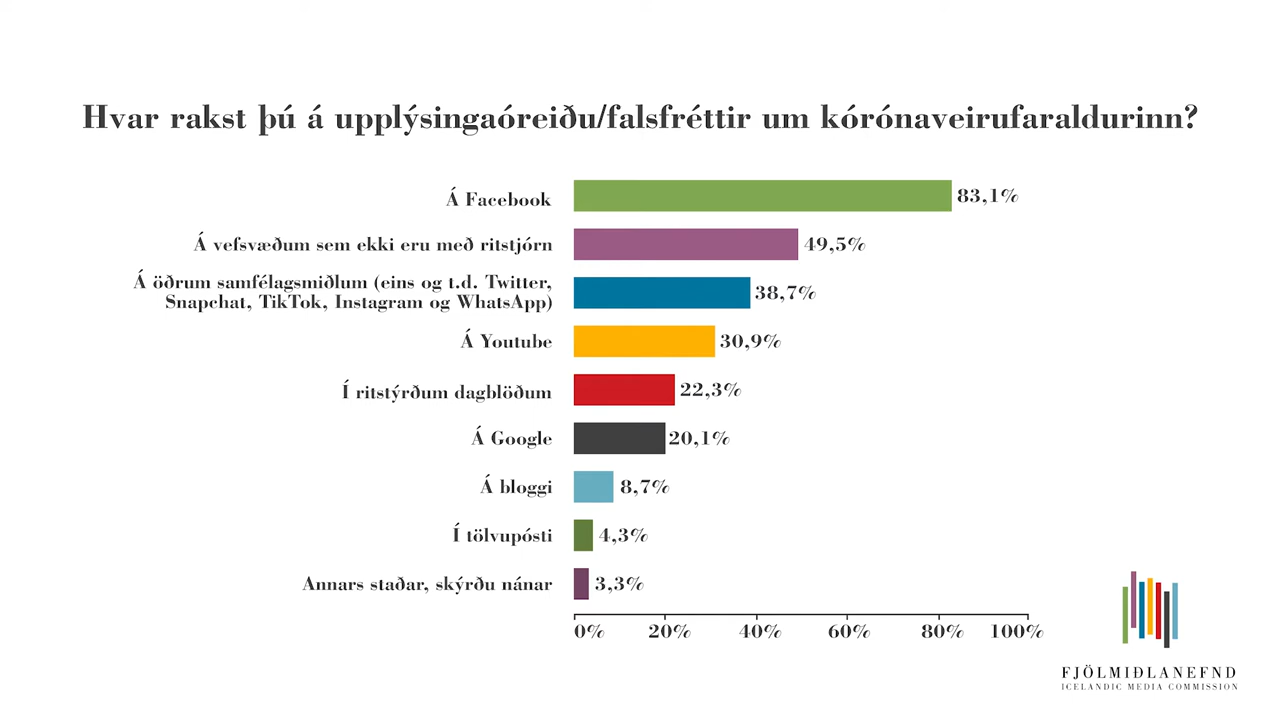 Hvar rakst þú á upplýsingaóreiðu/falsfréttir um kórónaveirufaraldurinn?
Á Facebook
83,1%
Á vefsvæðum sem ekki eru með ritstjórn
49,5%
Á öðrum samfélagsmiðlum (eins og t.d. Twitter,
Snapchat, TikTok, Instagram og WhatsApp)
38,7%
Á Youtube
30,9%
Í ritstýrðum dagblöðum
22,3%
Á Google
20,1%
Á bloggi
8,7%
Í tölvupósti
4,3%
Annars staðar, skýrðu nánar
3,3%
0% 20% 40% 60% 80% 100%
FJÖLMIÐLANEFND
ICELANDIC MEDIA COMMISSION